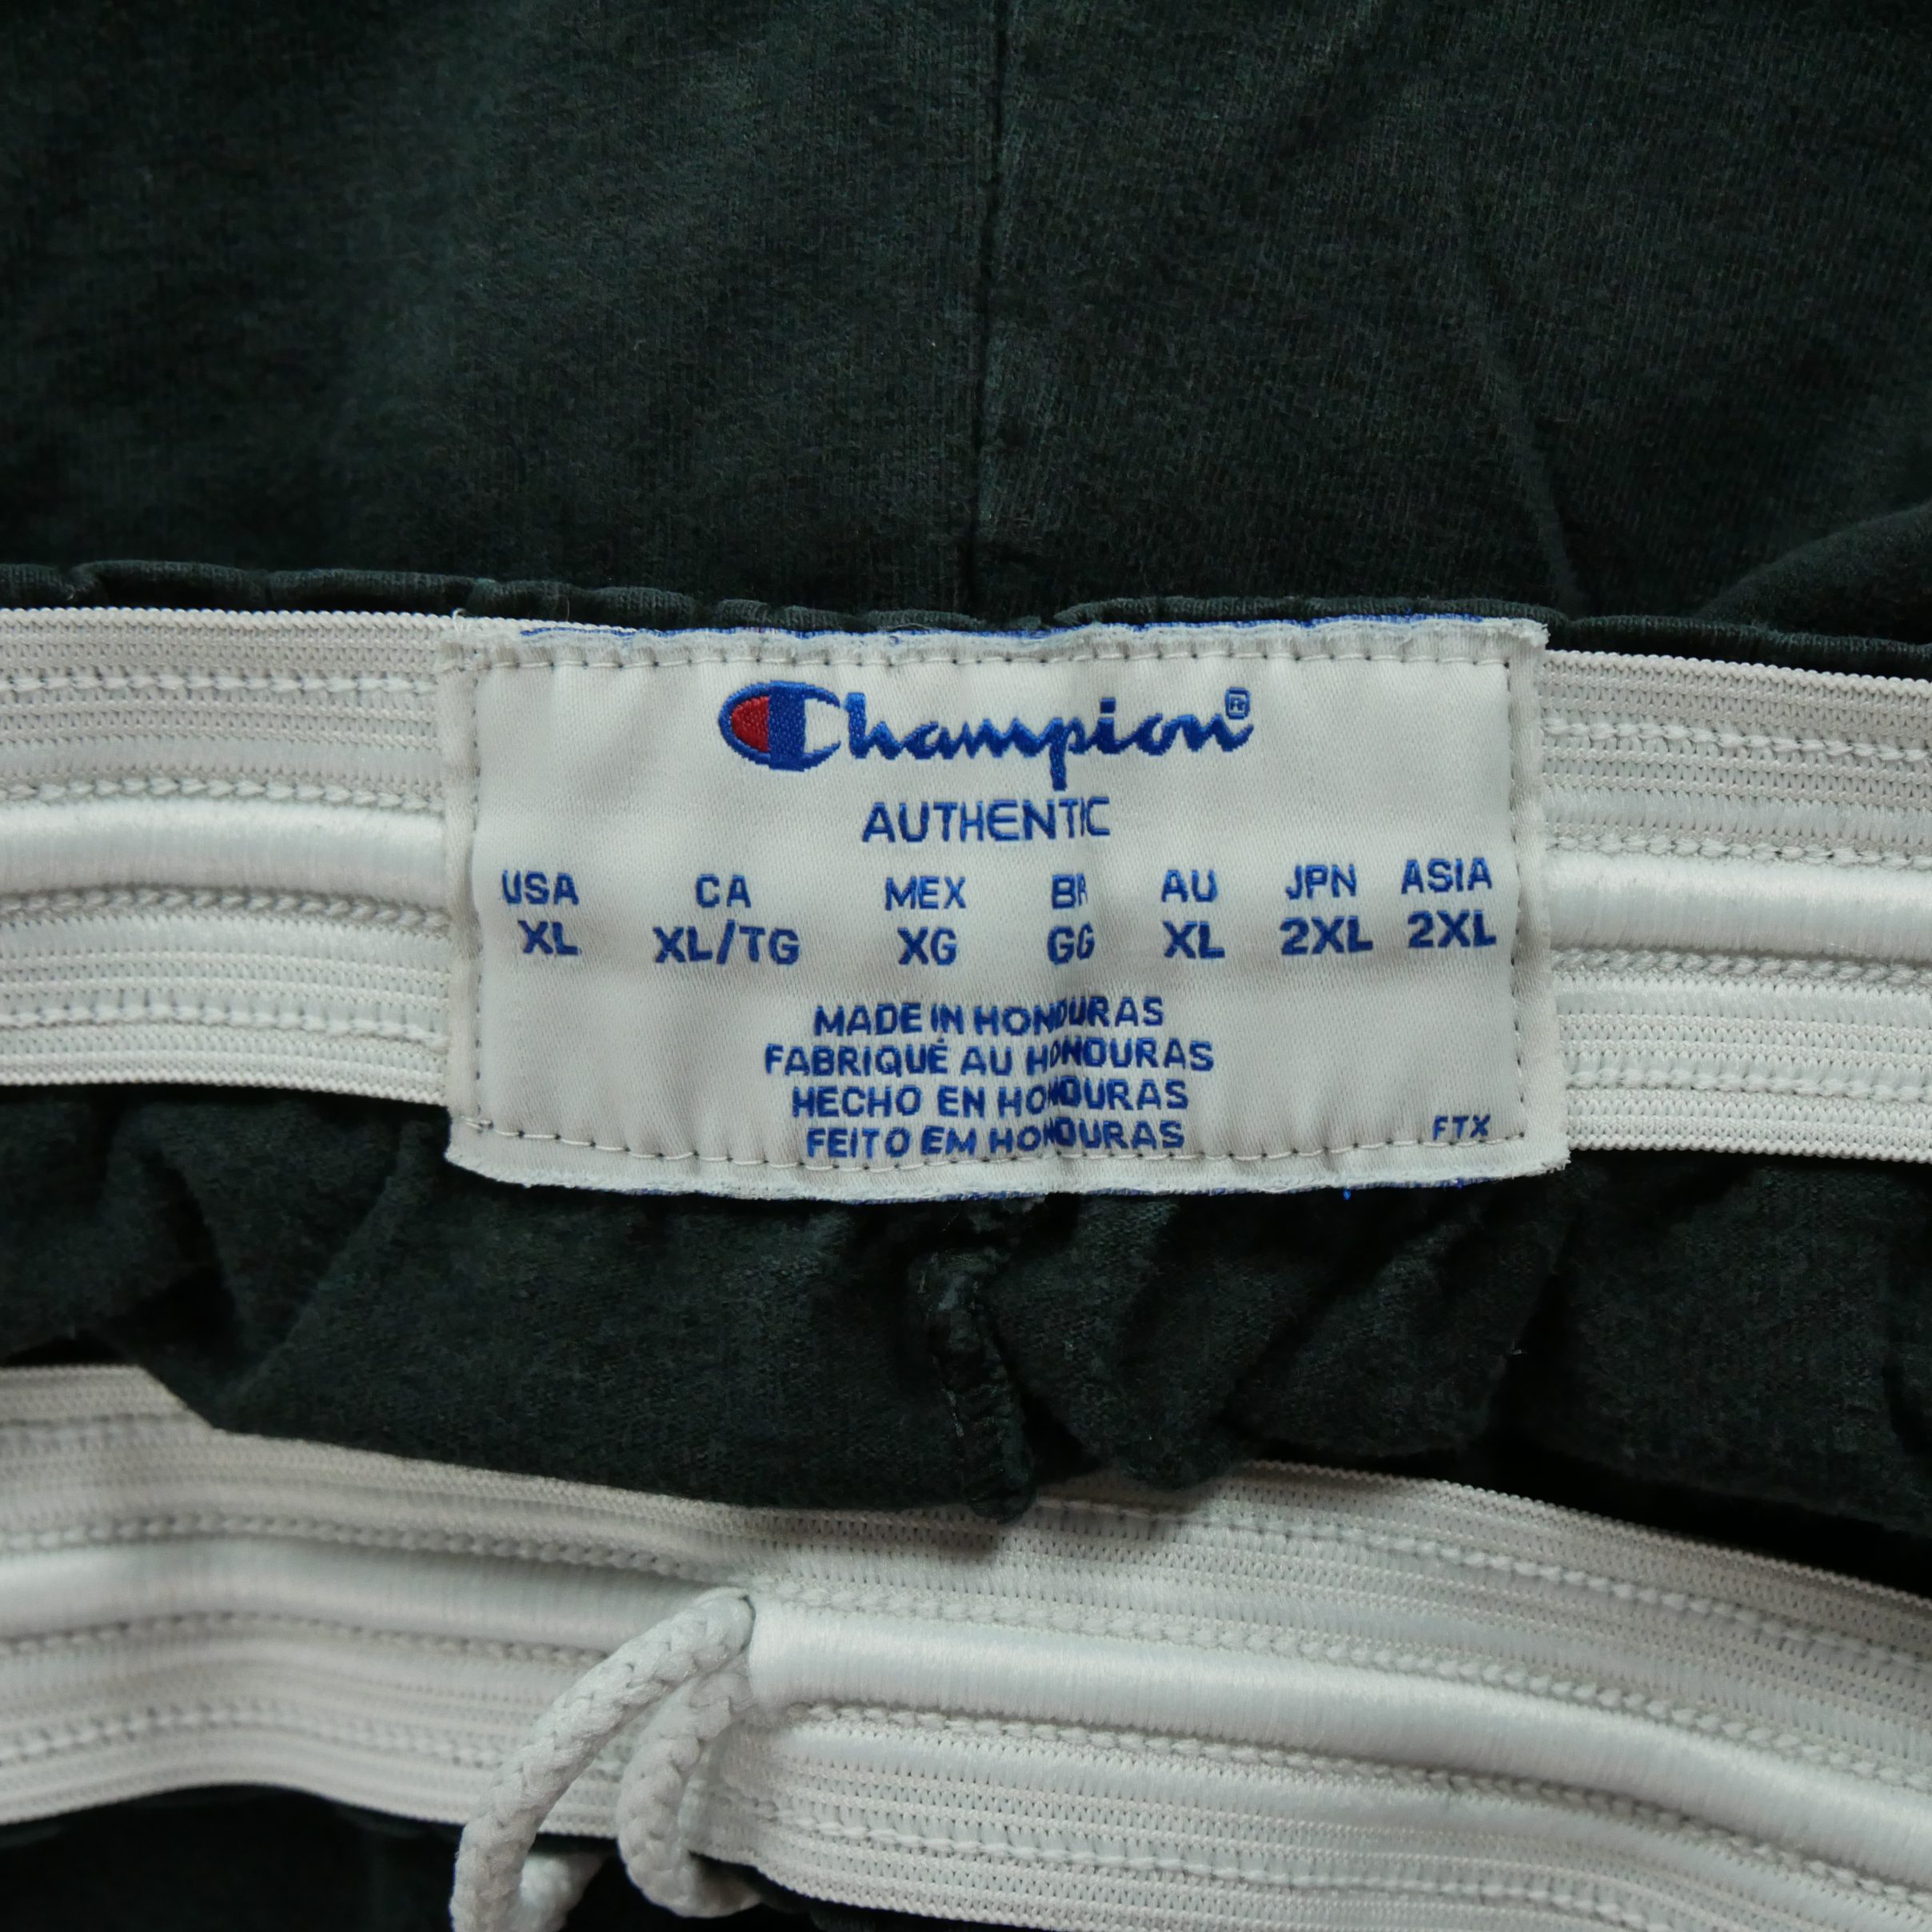 Champion®
AUTHENTIC
USA CA MEX BR AU JPN ASIA
XL XL/TG XG GG XL 2XL 2XL
MADE IN HONDURAS
FABRIQUÉ AU HONDURAS
HECHO EN HONDURAS
FEITO EM HONDURAS
FTX